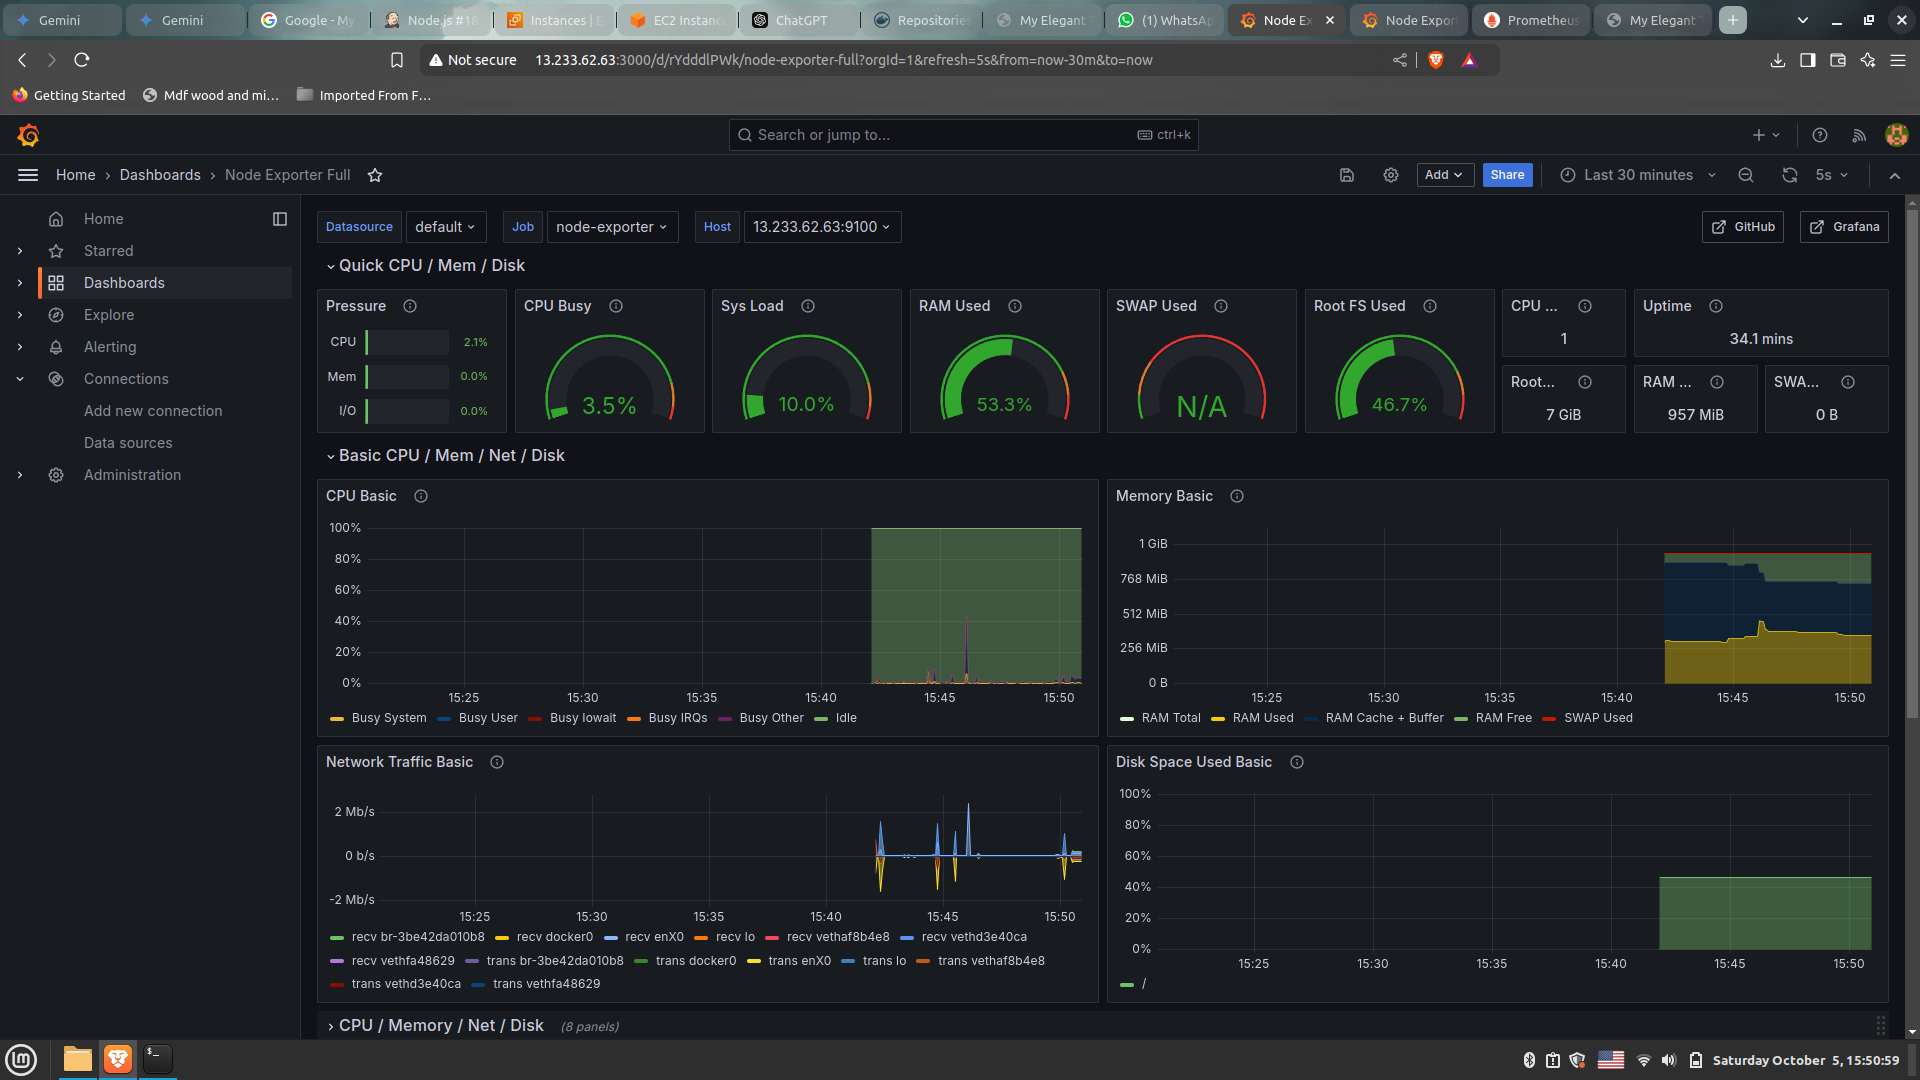 Gemini
Gemini
Google - My
Node.js #18
Instances | E
EC2 Instanc
ChatGPT
Repositories
My Elegant
(1) WhatsAp
Node Ex
Node Expor
Prometheus
My Elegant T
Not secure 13.233.62.63:3000/d/rYdddlPWk/node-exporter-full?orgId=1&refresh=5s&from=now-30m&to=now
Getting Started Mdf wood and mi... Imported From F...
Search or jump to... ctrl+k
Home › Dashboards › Node Exporter Full
Add Share Last 30 minutes 5s
Home
Starred
Dashboards
Explore
Alerting
Connections
Add new connection
Data sources
Administration
Datasource default Job node-exporter Host 13.233.62.63:9100 GitHub Grafana
Quick CPU / Mem / Disk
Pressure
CPU 2.1%
Mem 0.0%
I/O 0.0%
CPU Busy
3.5%
Sys Load
10.0%
RAM Used
53.3%
SWAP Used
N/A
Root FS Used
46.7%
CPU ...
1
Uptime
34.1 mins
Root...
7 GiB
RAM ...
957 MiB
SWA...
0 B
Basic CPU / Mem / Net / Disk
CPU Basic
100%
80%
60%
40%
20%
0%
15:25 15:30 15:35 15:40 15:45 15:50
Busy System Busy User Busy Iowait Busy IRQs Busy Other Idle
Memory Basic
1 GiB
768 MiB
512 MiB
256 MiB
0 B
15:25 15:30 15:35 15:40 15:45 15:50
RAM Total RAM Used RAM Cache + Buffer RAM Free SWAP Used
Network Traffic Basic
2 Mb/s
0 b/s
-2 Mb/s
15:25 15:30 15:35 15:40 15:45 15:50
recv br-3be42da010b8 recv docker0 recv enX0 recv lo recv vethaf8b4e8 recv vethd3e40ca
recv vethfa48629 trans br-3be42da010b8 trans docker0 trans enX0 trans lo trans vethaf8b4e8
trans vethd3e40ca trans vethfa48629
Disk Space Used Basic
100%
80%
60%
40%
20%
0%
15:25 15:30 15:35 15:40 15:45 15:50
/
CPU / Memory / Net / Disk (8 panels)
Saturday October 5, 15:50:59